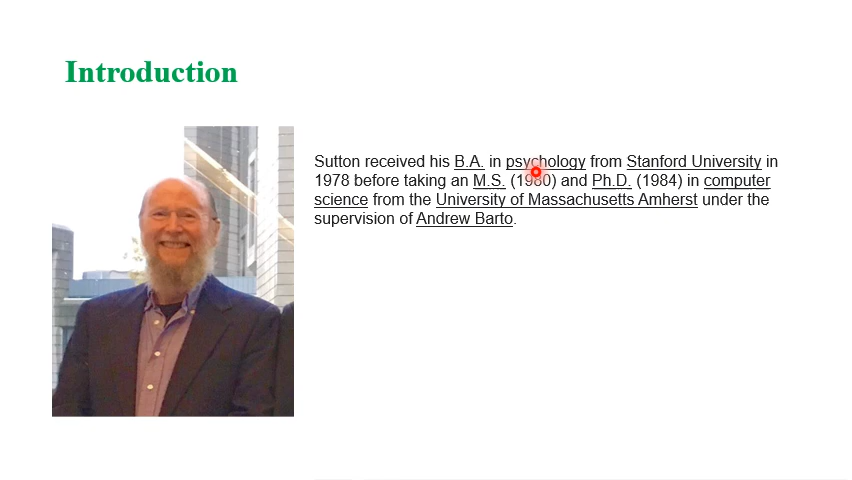 Introduction
Sutton received his B.A. in psychology from Stanford University in
1978 before taking an M.S. (1980) and Ph.D. (1984) in computer
science from the University of Massachusetts Amherst under the
supervision of Andrew Barto.